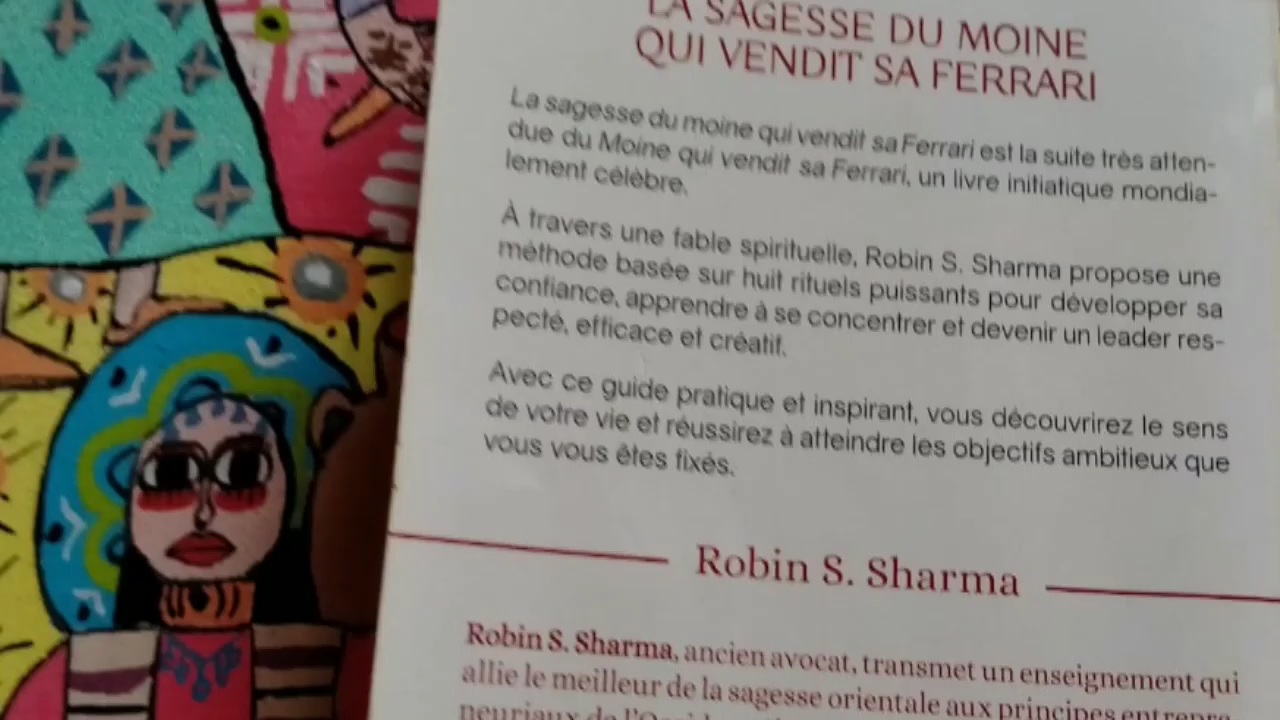 LA SAGESSE DU MOINE
QUI VENDIT SA FERRARI
La sagesse du moine qui vendit sa Ferrari est la suite très atten-
due du Moine qui vendit sa Ferrari, un livre initiatique mondia-
lement célèbre.
À travers une fable spirituelle, Robin S. Sharma propose une
méthode basée sur huit rituels puissants pour développer sa
confiance, apprendre à se concentrer et devenir un leader res-
pecté, efficace et créatif.
Avec ce guide pratique et inspirant, vous découvrirez le sens
de votre vie et réussirez à atteindre les objectifs ambitieux que
vous vous êtes fixés.
Robin S. Sharma
Robin S. Sharma, ancien avocat, transmet un enseignement qui
allie le meilleur de la sagesse orientale aux principes entrepre-
neuriaux de l'